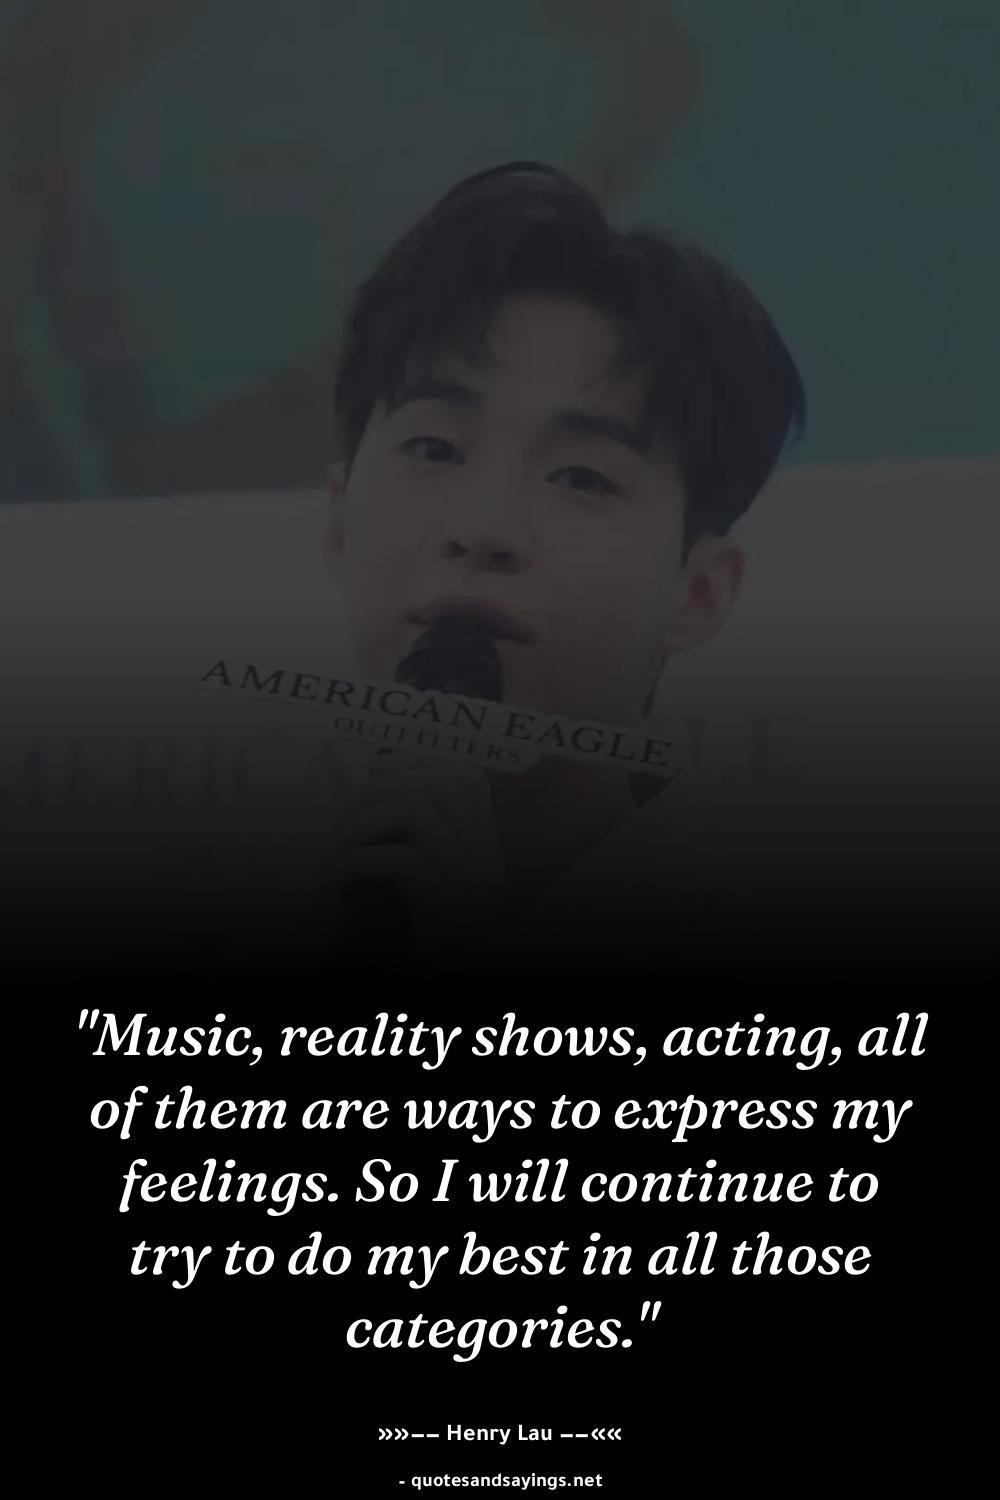 AMERICAN EAGLE
OUTFITTERS
"Music, reality shows, acting, all
of them are ways to express my
feelings. So I will continue to
try to do my best in all those
categories."
»»–– Henry Lau ––««
- quotesandsayings.net